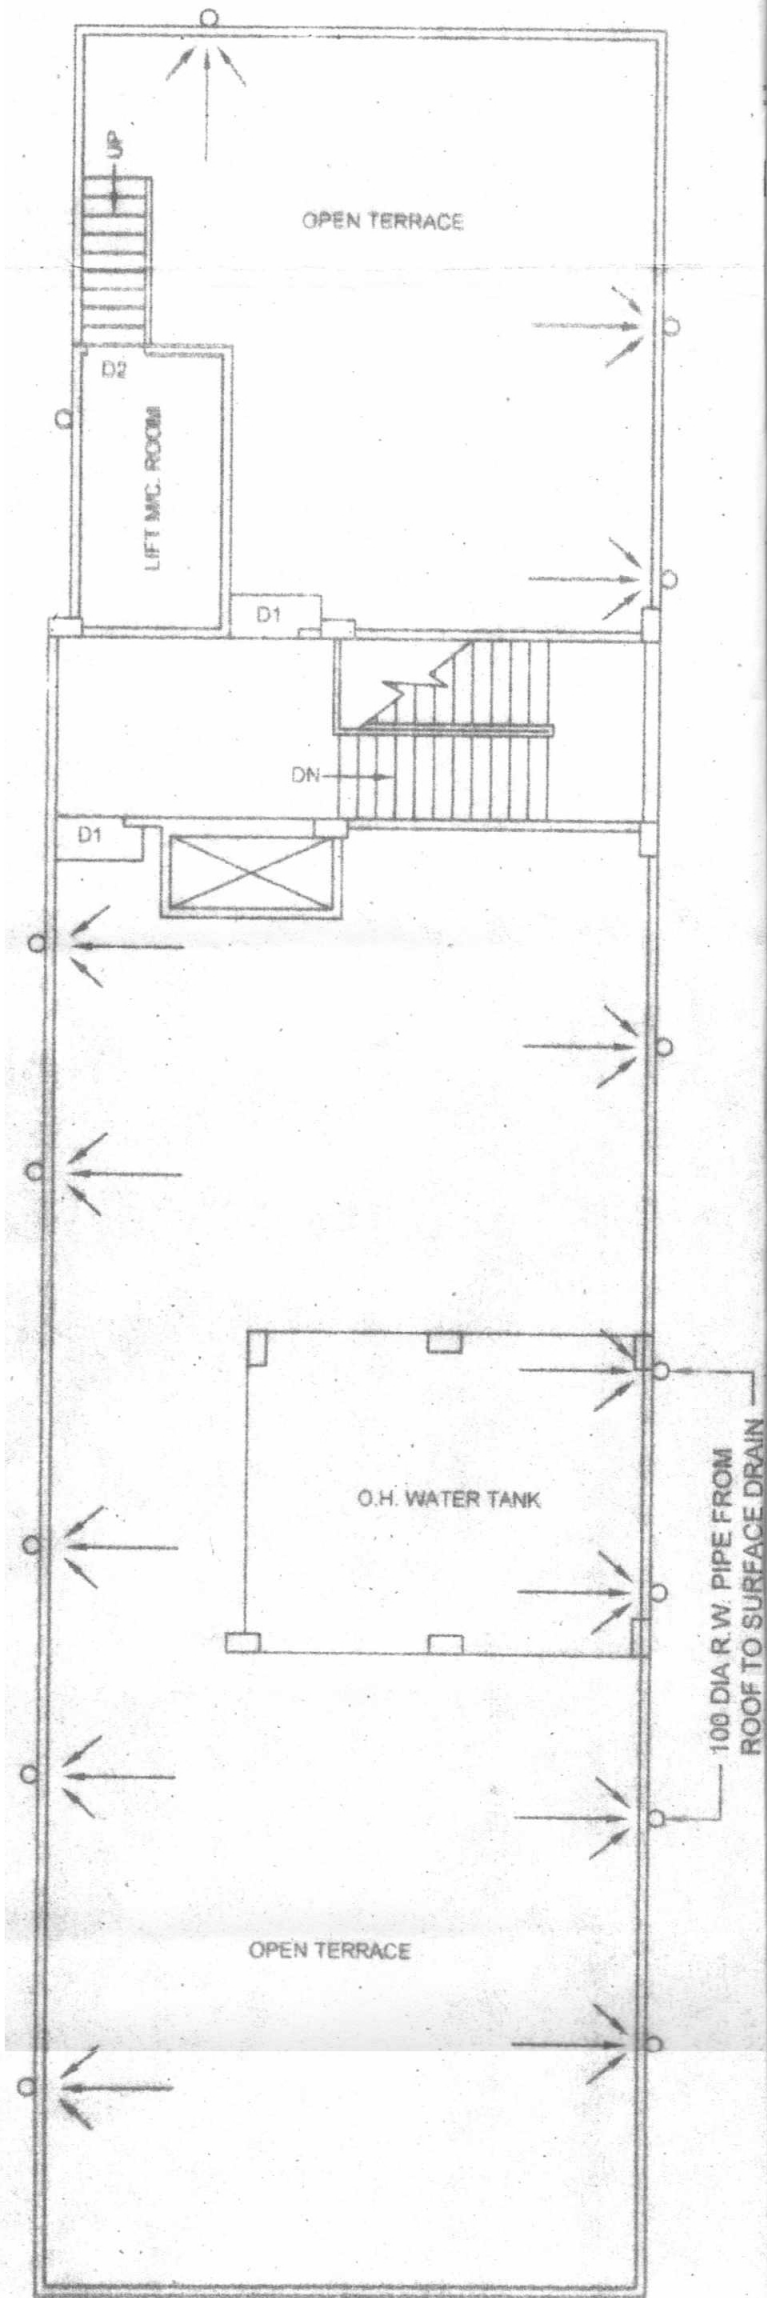 UP
OPEN TERRACE
D2
LIFT M/C. ROOM
D1
DN
D1
O.H. WATER TANK
100 DIA R.W. PIPE FROM
ROOF TO SURFACE DRAIN
OPEN TERRACE